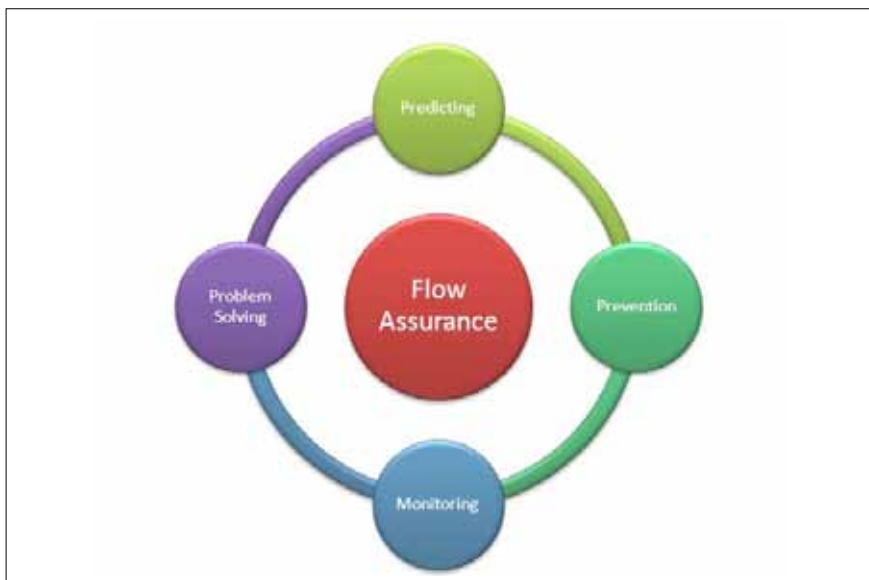 Predicting
Problem
Solving
Flow
Assurance
Prevention
Monitoring